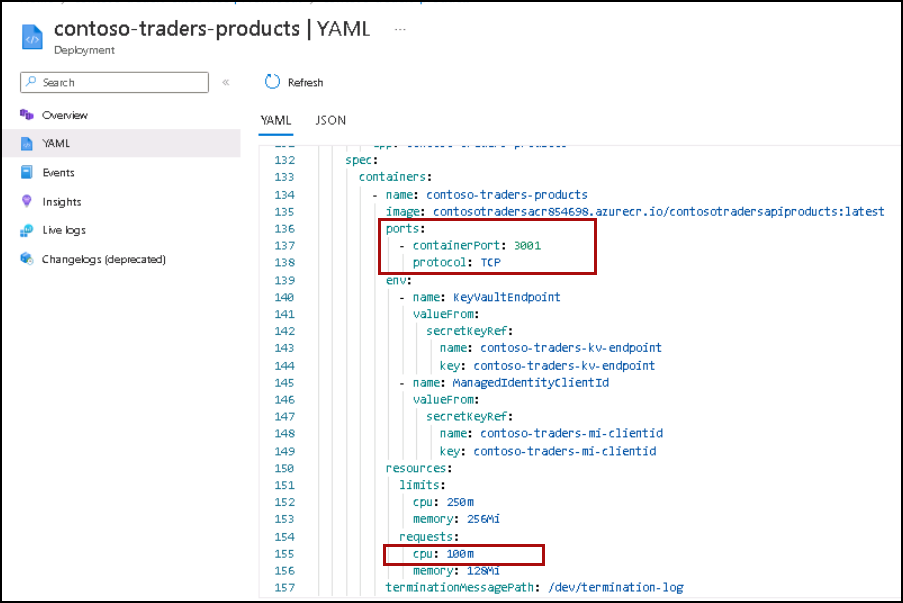 contoso-traders-products | YAML ...
Deployment
Search «
Refresh
Overview
YAML
Events
Insights
Live logs
Changelogs (deprecated)
YAML JSON
132 spec:
133 containers:
134 - name: contoso-traders-products
135 image: contosotradersacr854690.azurecr.io/contosotradersapiproducts:latest
136 ports:
137 - containerPort: 3001
138 protocol: TCP
139 env:
140 - name: KeyVaultEndpoint
141 valueFrom:
142 secretKeyRef:
143 name: contoso-traders-kv-endpoint
144 key: contoso-traders-kv-endpoint
145 - name: ManagedIdentityClientId
146 valueFrom:
147 secretKeyRef:
148 name: contoso-traders-mi-clientid
149 key: contoso-traders-mi-clientid
150 resources:
151 limits:
152 cpu: 250m
153 memory: 256Mi
154 requests:
155 cpu: 100m
156 memory: 128Mi
157 terminationMessagePath: /dev/termination-log